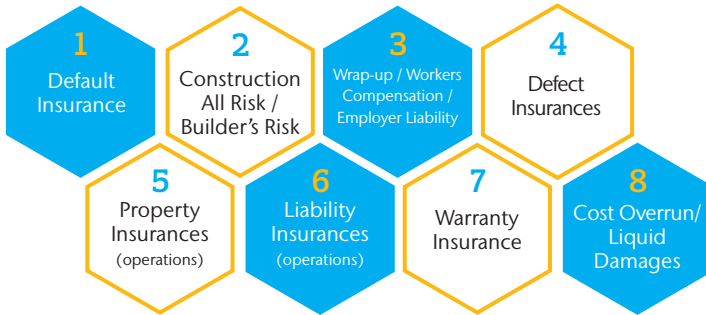 1
Default
Insurance
2
Construction
All Risk /
Builder's Risk
3
Wrap-up / Workers
Compensation /
Employer Liability
4
Defect
Insurances
5
Property
Insurances
(operations)
6
Liability
Insurances
(operations)
7
Warranty
Insurance
8
Cost Overrun/
Liquid
Damages